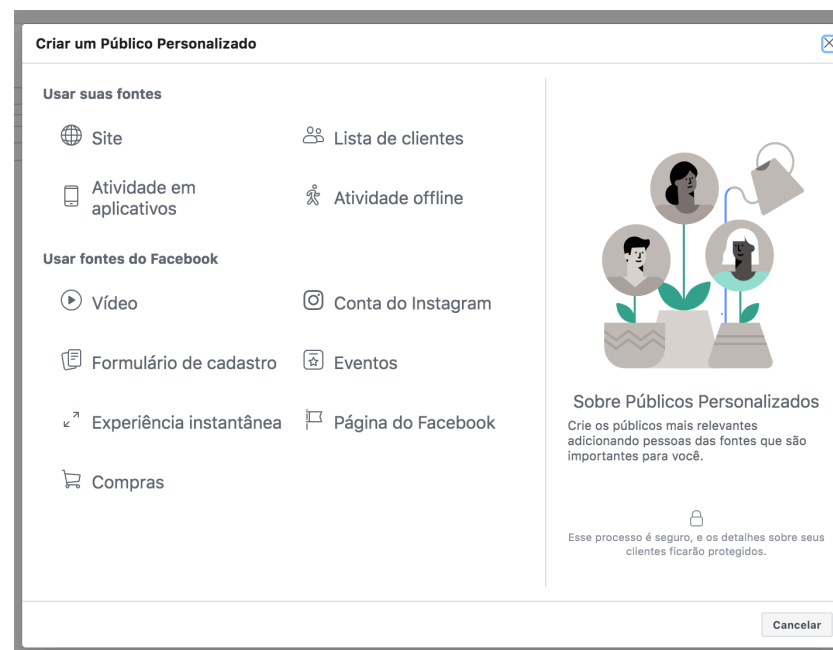 Criar um Público Personalizado
Usar suas fontes
Site
Lista de clientes
Atividade em
aplicativos
Atividade offline
Usar fontes do Facebook
Vídeo
Conta do Instagram
Formulário de cadastro
Eventos
Experiência instantânea
Página do Facebook
Compras
Sobre Públicos Personalizados
Crie os públicos mais relevantes
adicionando pessoas das fontes que são
importantes para você.
Esse processo é seguro, e os detalhes sobre seus
clientes ficarão protegidos.
Cancelar